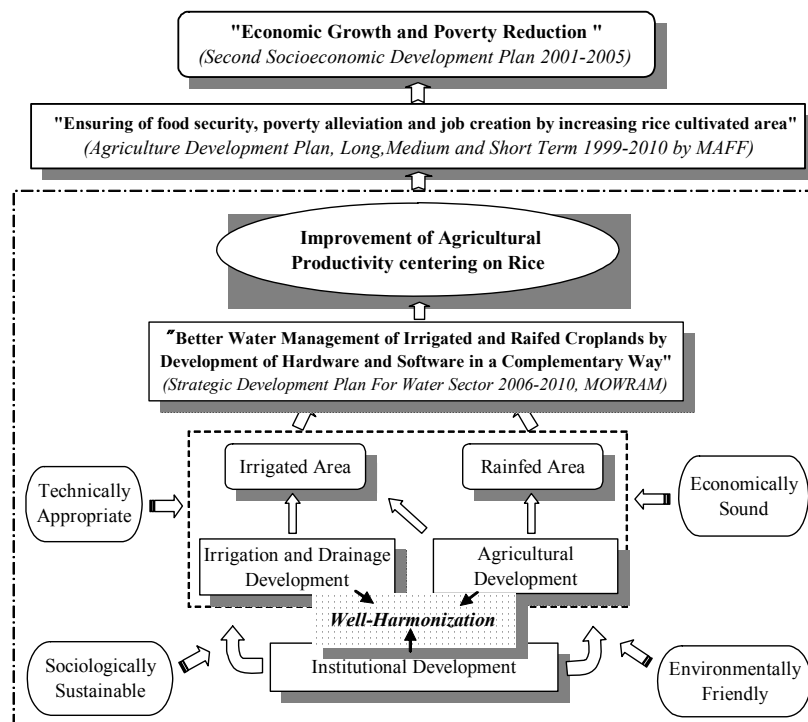 "Economic Growth and Poverty Reduction "
(Second Socioeconomic Development Plan 2001-2005)
"Ensuring of food security, poverty alleviation and job creation by increasing rice cultivated area"
(Agriculture Development Plan, Long,Medium and Short Term 1999-2010 by MAFF)
Improvement of Agricultural
Productivity centering on Rice
"Better Water Management of Irrigated and Raifed Croplands by
Development of Hardware and Software in a Complementary Way"
(Strategic Development Plan For Water Sector 2006-2010, MOWRAM)
Irrigated Area
Rainfed Area
Technically
Appropriate
Economically
Sound
Irrigation and Drainage
Development
Agricultural
Development
Well-Harmonization
Institutional Development
Sociologically
Sustainable
Environmentally
Friendly